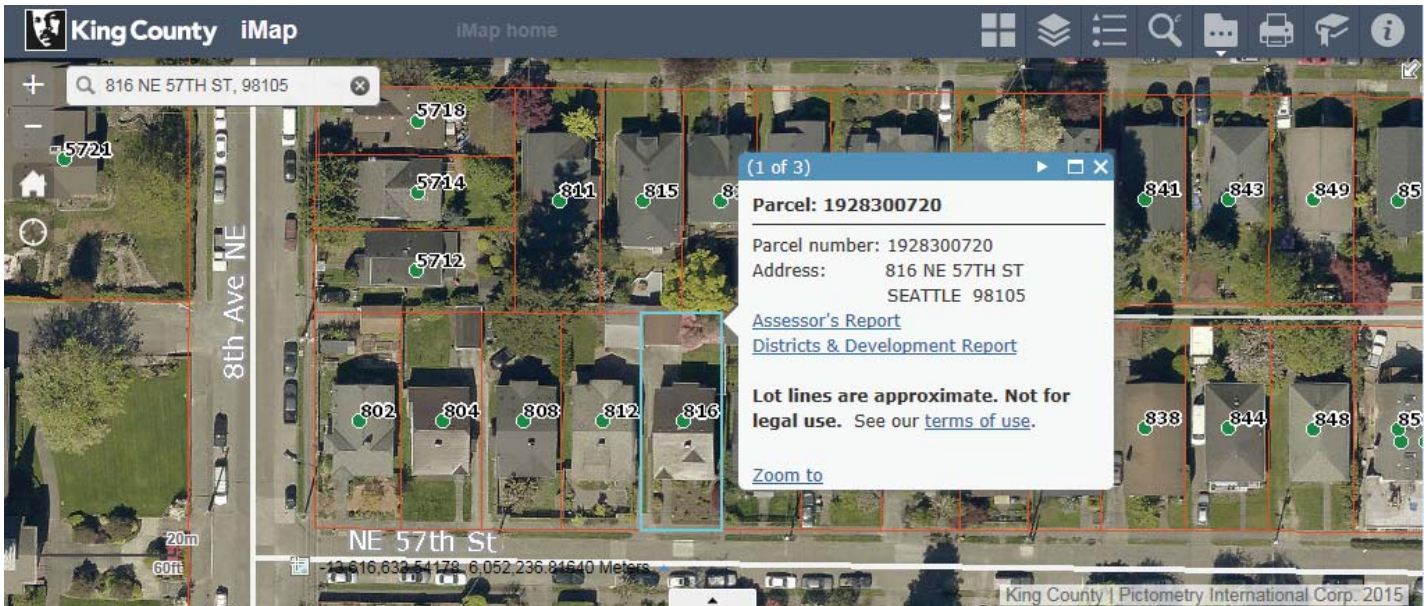 King County iMap
iMap home
816 NE 57TH ST, 98105
5718
5721
5714
811
815
5712
8th Ave NE
(1 of 3)
Parcel: 1928300720
Parcel number: 1928300720
Address: 816 NE 57TH ST
SEATTLE 98105
Assessor's Report
Districts & Development Report
Lot lines are approximate. Not for
legal use. See our terms of use.
Zoom to
841
843
849
802
804
808
812
816
838
844
848
NE 57th St
20m
60ft
-13,616,633.54178, 6,052,236.81640 Meters
King County | Pictometry International Corp. 2015